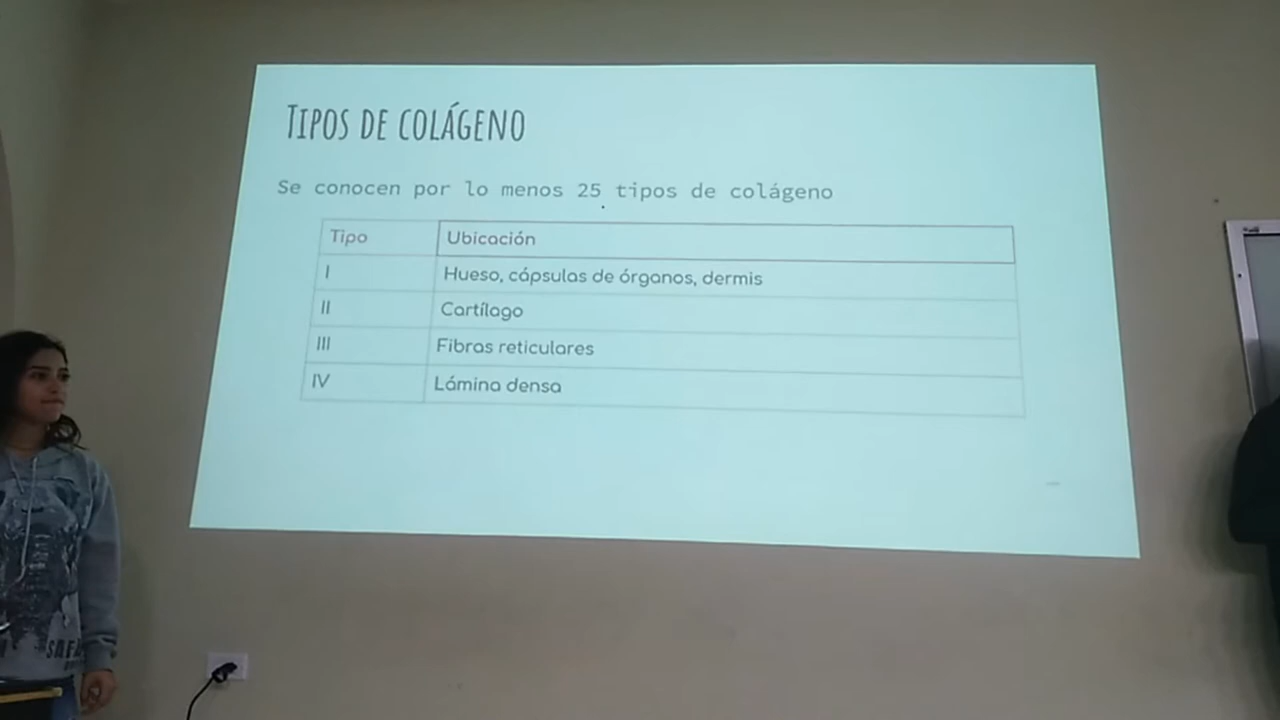 TIPOS DE COLÁGENO
Se conocen por lo menos 25 tipos de colágeno
Tipo Ubicación
I Hueso, cápsulas de órganos, dermis
II Cartílago
III Fibras reticulares
IV Lámina densa